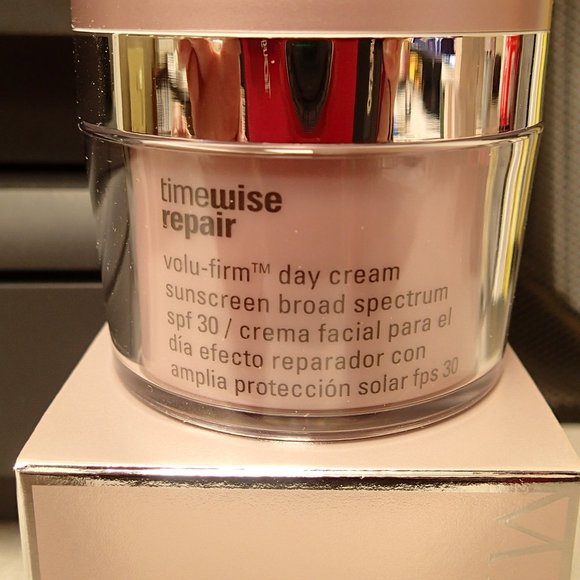 timewise
repair
volu-firm™ day cream
sunscreen broad spectrum
spf 30 / crema facial para el
día efecto reparador con
amplia protección solar fps 30
M